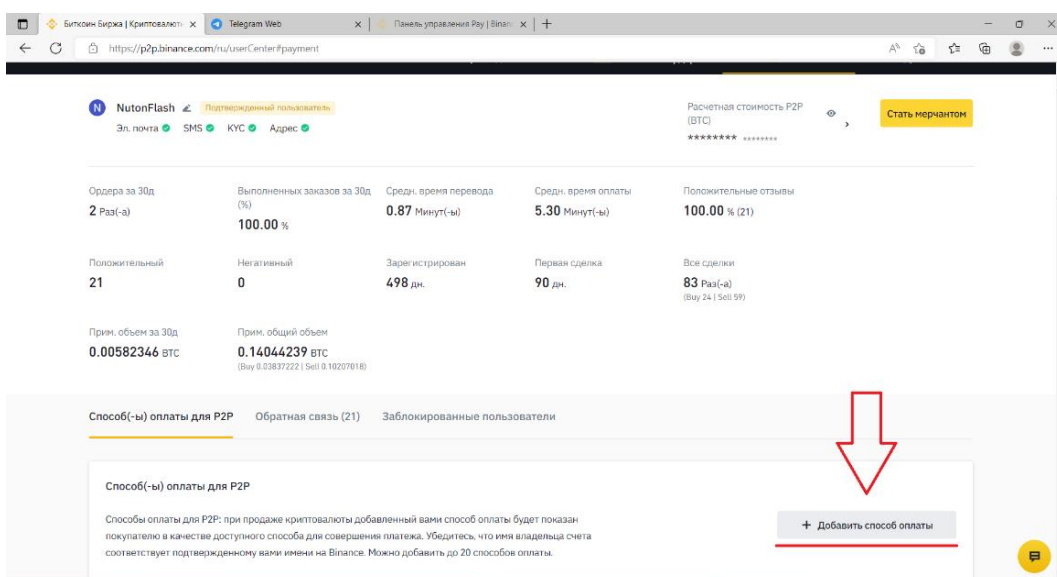 Биткоин Биржа | Криптовалютн
Telegram Web
Панель управления Pay | Binanc
https://p2p.binance.com/ru/userCenter#payment
N NutonFlash Подтвержденный пользователь
Эл. почта SMS KYC Адрес
Расчетная стоимость P2P
(BTC)
******** ********
Стать мерчантом
Ордера за 30д
2 Раз(-а)
Выполненных заказов за 30д
(%)
100.00 %
Средн. время перевода
0.87 Минут(-ы)
Средн. время оплаты
5.30 Минут(-ы)
Положительные отзывы
100.00 % (21)
Положительный
21
Негативный
0
Зарегистрирован
498 дн.
Первая сделка
90 дн.
Все сделки
83 Раз(-а)
(Buy 24 | Sell 59)
Прим. объем за 30д
0.00582346 BTC
Прим. общий объем
0.14044239 BTC
(Buy 0.03837222 | Sell 0.10207018)
Способ(-ы) оплаты для P2P Обратная связь (21) Заблокированные пользователи
Способ(-ы) оплаты для P2P
Способы оплаты для P2P: при продаже криптовалюты добавленный вами способ оплаты будет показан
покупателю в качестве доступного способа для совершения платежа. Убедитесь, что имя владельца счета
соответствует подтвержденному вами имени на Binance. Можно добавить до 20 способов оплаты.
+ Добавить способ оплаты